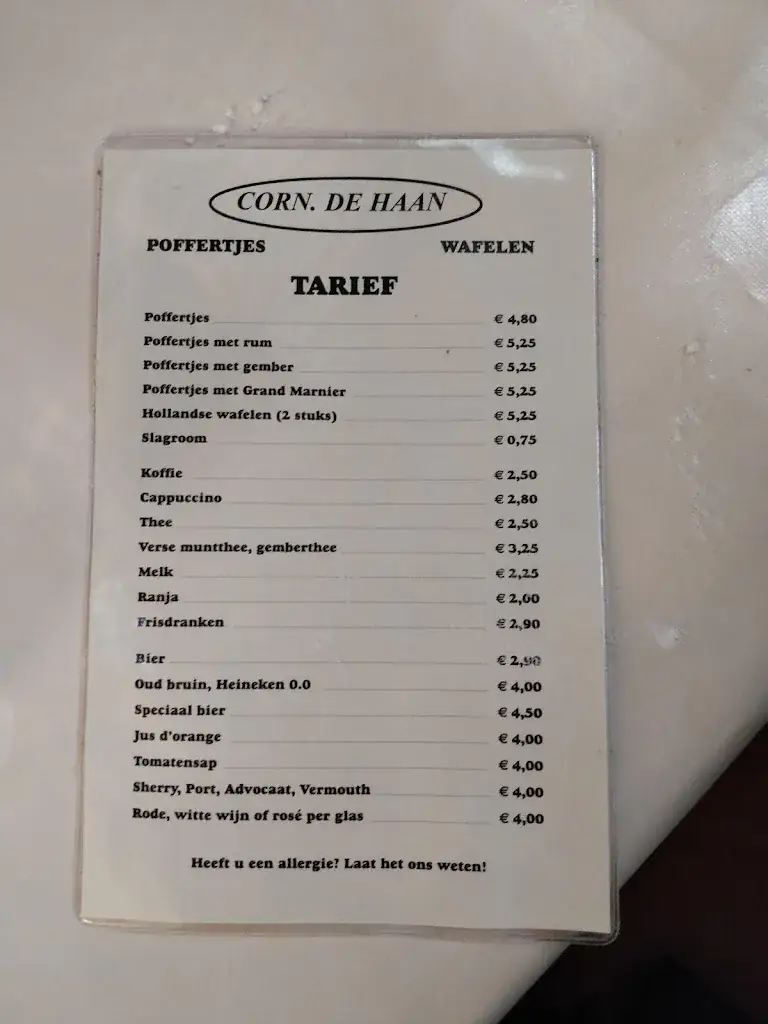 CORN. DE HAAN
POFFERTJES WAFELEN
TARIEF
Poffertjes € 4,80
Poffertjes met rum € 5,25
Poffertjes met gember € 5,25
Poffertjes met Grand Marnier € 5,25
Hollandse wafelen (2 stuks) € 5,25
Slagroom € 0,75
Koffie € 2,50
Cappuccino € 2,80
Thee € 2,50
Verse muntthee, gemberthee € 3,25
Melk € 2,25
Ranja € 2,00
Frisdranken € 2,90
Bier € 2,90
Oud bruin, Heineken 0.0 € 4,00
Speciaal bier € 4,50
Jus d'orange € 4,00
Tomatensap € 4,00
Sherry, Port, Advocaat, Vermouth € 4,00
Rode, witte wijn of rosé per glas € 4,00
Heeft u een allergie? Laat het ons weten!